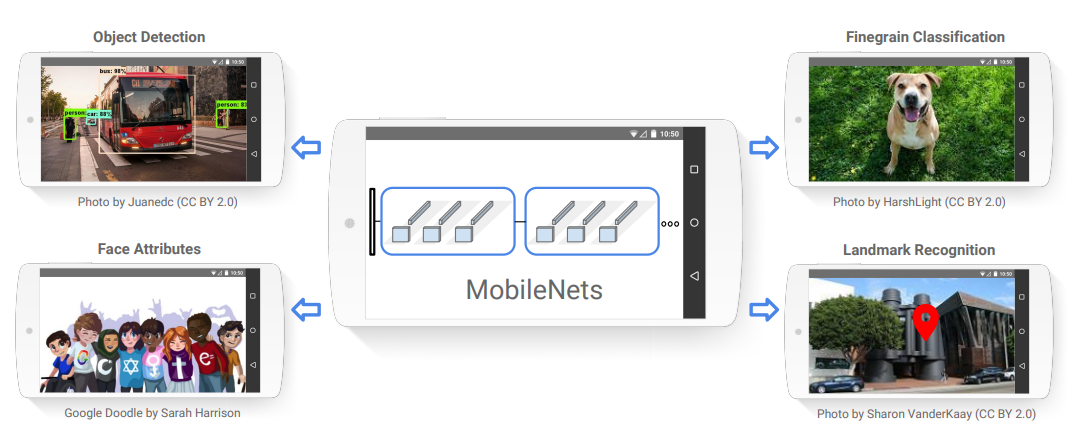 Object Detection
10:50
bus: 98%
person:
car: 88%
person: 83
Photo by Juanedc (CC BY 2.0)
Face Attributes
10:50
G
e=
Google Doodle by Sarah Harrison
10:50
MobileNets
Finegrain Classification
10:50
Photo by HarshLight (CC BY 2.0)
Landmark Recognition
10:50
Photo by Sharon VanderKaay (CC BY 2.0)